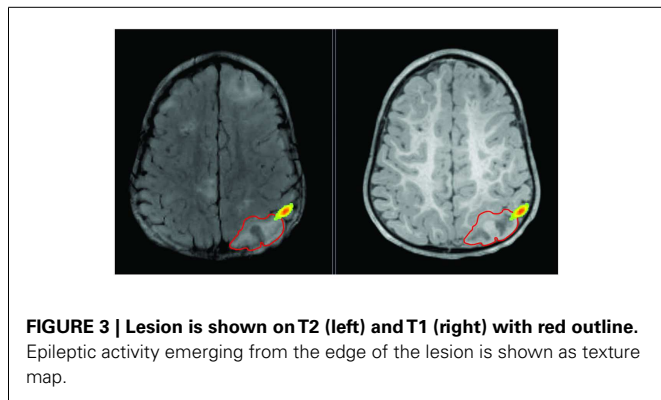 FIGURE 3 | Lesion is shown on T2 (left) and T1 (right) with red outline.
Epileptic activity emerging from the edge of the lesion is shown as texture
map.